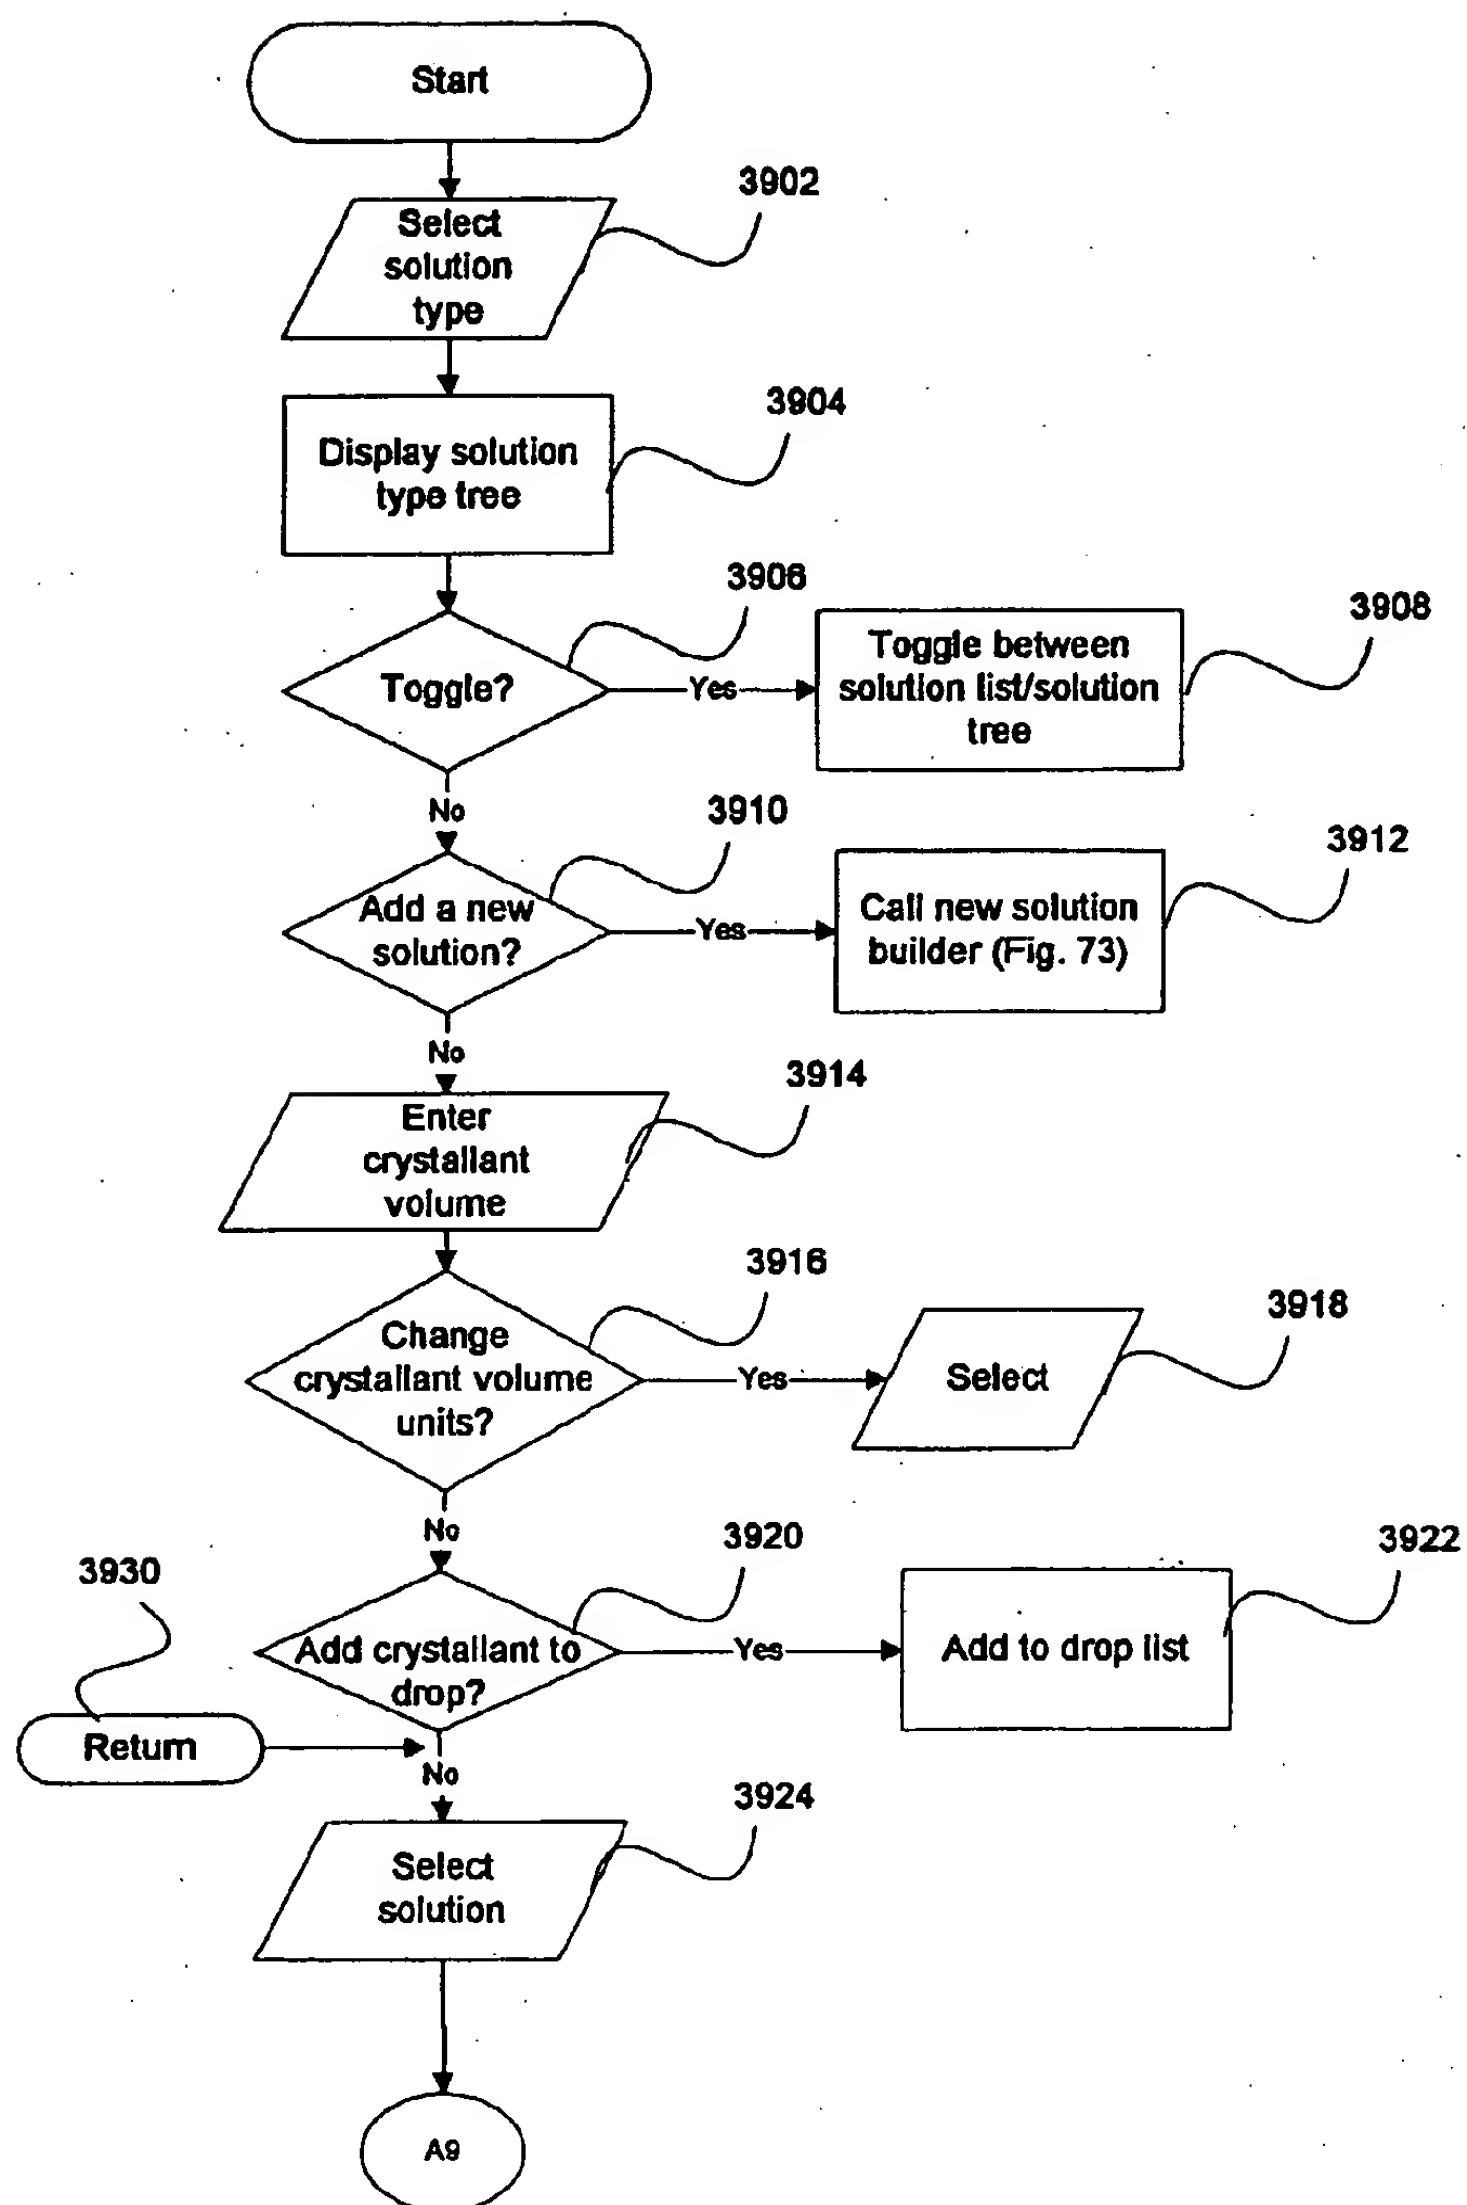 Start
3902
Select
solution
type
3904
Display solution
type tree
3906
3908
Toggle?
Yes
Toggle between
solution list/solution
tree
No
3910
3912
Add a new
solution?
Yes
Call new solution
builder (Fig. 73)
No
3914
Enter
crystallant
volume
3916
3918
Change
crystallant volume
units?
Yes
Select
No
3920
3922
3930
Add crystallant to
drop?
Yes
Add to drop list
Return
No
3924
Select
solution
A9